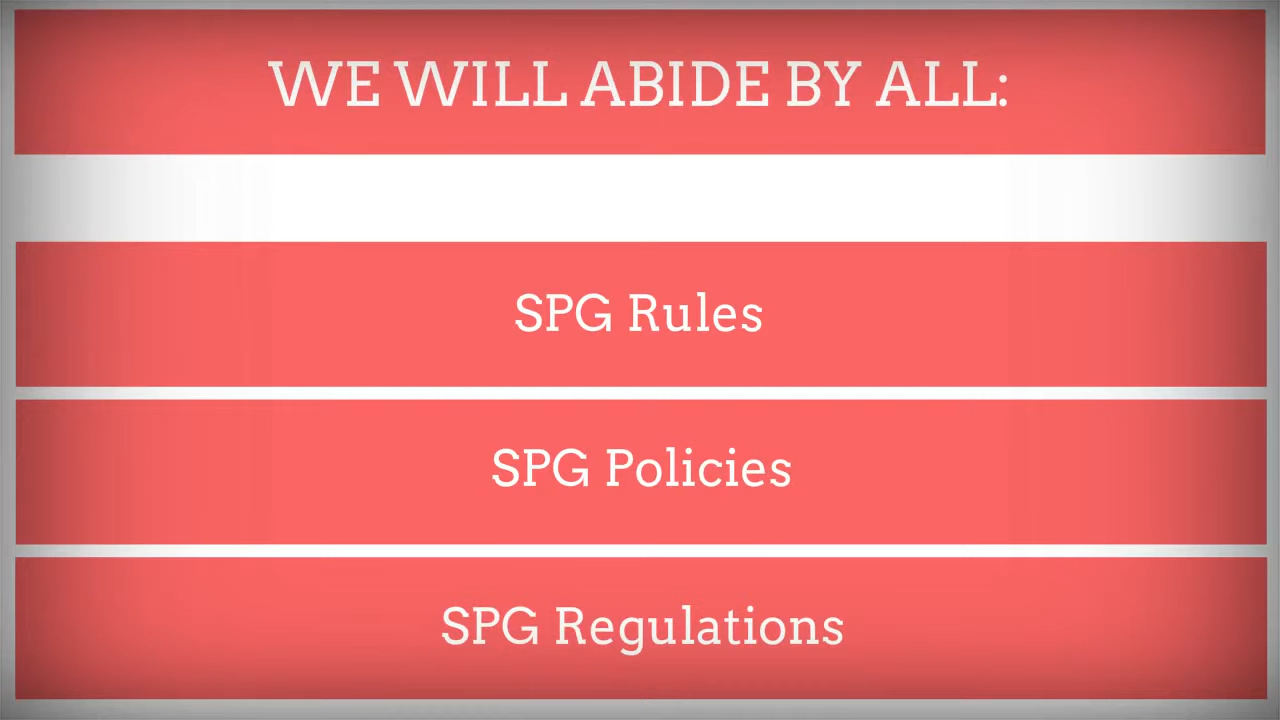 WE WILL ABIDE BY ALL:
SPG Rules
SPG Policies
SPG Regulations